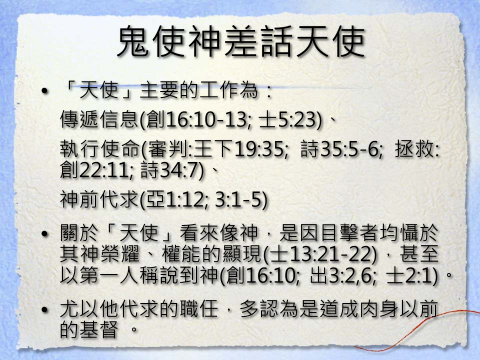 鬼使神差話天使
• 「天使」主要的工作為：
傳遞信息(創16:10-13; 士5:23)、
執行使命(審判:王下19:35; 詩35:5-6; 拯救:
創22:11; 詩34:7)、
神前代求(亞1:12; 3:1-5)
• 關於「天使」看來像神，是因目擊者均懾於
其神榮耀、權能的顯現(士13:21-22)，甚至
以第一人稱說到神(創16:10; 出3:2,6; 士2:1)。
• 尤以他代求的職任，多認為是道成肉身以前
的基督 。